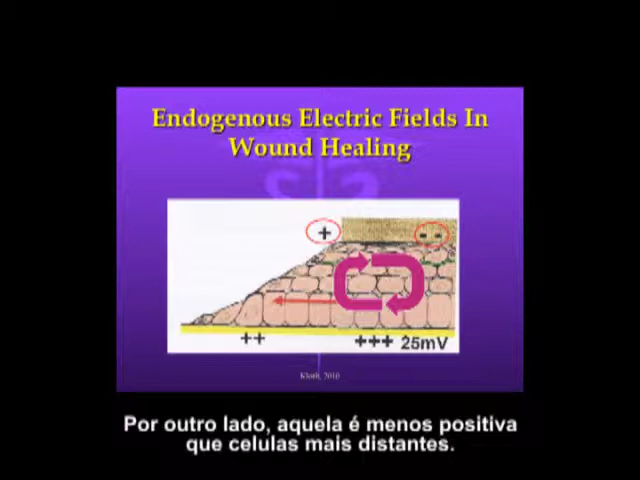 Endogenous Electric Fields In
Wound Healing
+
- -
++
+++ 25mV
Kloth, 2010
Por outro lado, aquela é menos positiva
que celulas mais distantes.